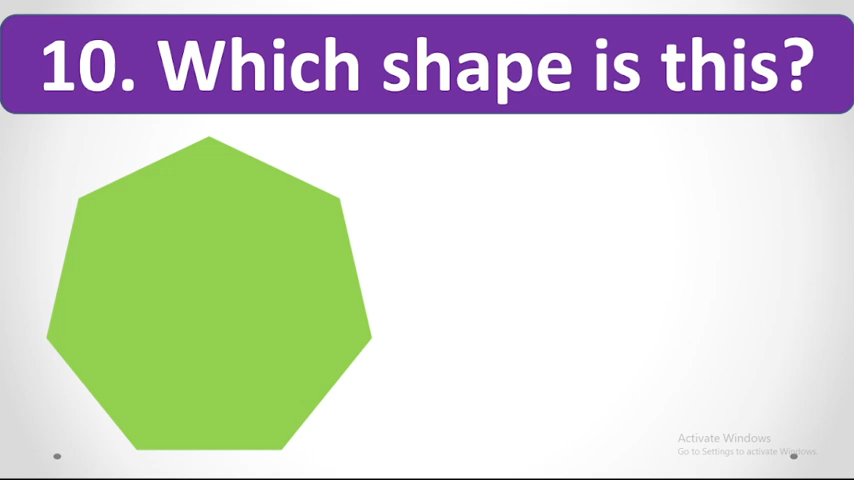 10. Which shape is this?
Activate Windows
Go to Settings to activate Windows.